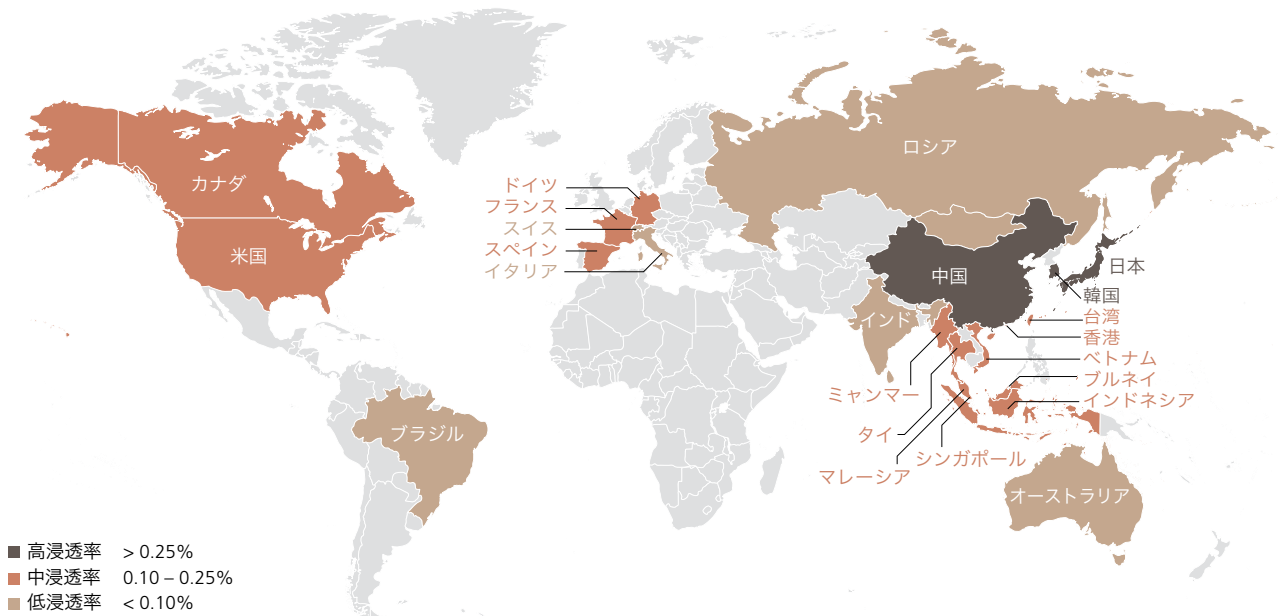 ロシア
カナダ
ドイツ
フランス
スイス
スペイン
イタリア
米国
中国
日本
韓国
台湾
香港
ベトナム
ブルネイ
インドネシア
インド
ミャンマー
タイ
シンガポール
マレーシア
ブラジル
オーストラリア
高浸透率 > 0.25%
中浸透率 0.10 – 0.25%
低浸透率 < 0.10%